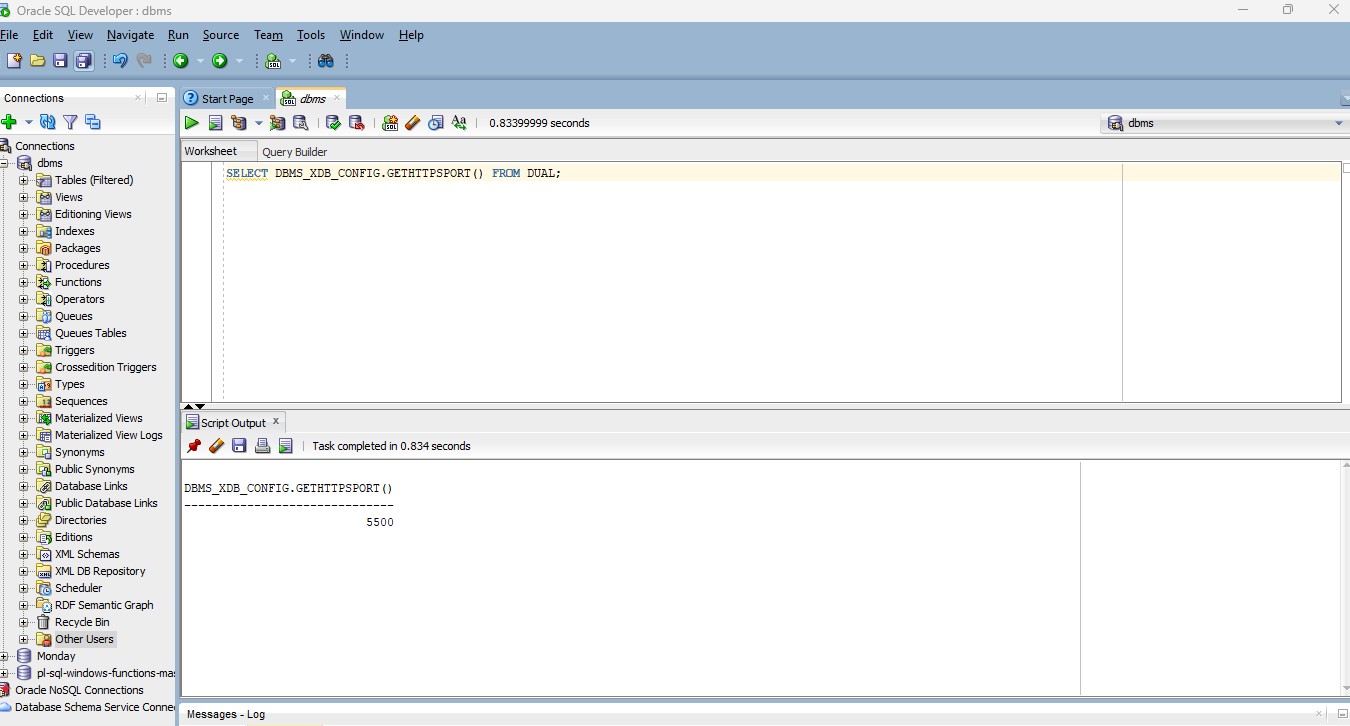 Oracle SQL Developer : dbms
File Edit View Navigate Run Source Team Tools Window Help
Connections
Start Page
dbms
0.83399999 seconds
dbms
Worksheet
Query Builder
SELECT DBMS_XDB_CONFIG.GETHTTPSPORT() FROM DUAL;
Connections
dbms
Tables (Filtered)
Views
Editioning Views
Indexes
Packages
Procedures
Functions
Operators
Queues
Queues Tables
Triggers
Crossedition Triggers
Types
Sequences
Materialized Views
Materialized View Logs
Synonyms
Public Synonyms
Database Links
Public Database Links
Directories
Editions
XML Schemas
XML DB Repository
Scheduler
RDF Semantic Graph
Recycle Bin
Other Users
Monday
pl-sql-windows-functions-mas
Oracle NoSQL Connections
Database Schema Service Connec
Script Output
Task completed in 0.834 seconds
DBMS_XDB_CONFIG.GETHTTPSPORT()
------------------------------
5500
Messages - Log